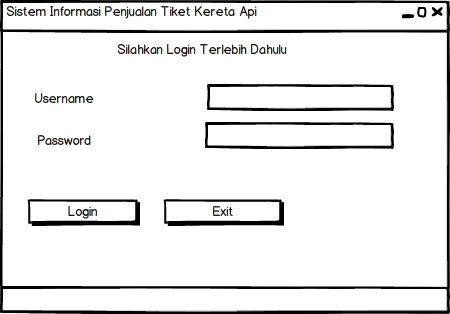 Sistem Informasi Penjualan Tiket Kereta Api
Silahkan Login Terlebih Dahulu
Username
Password
Login Exit